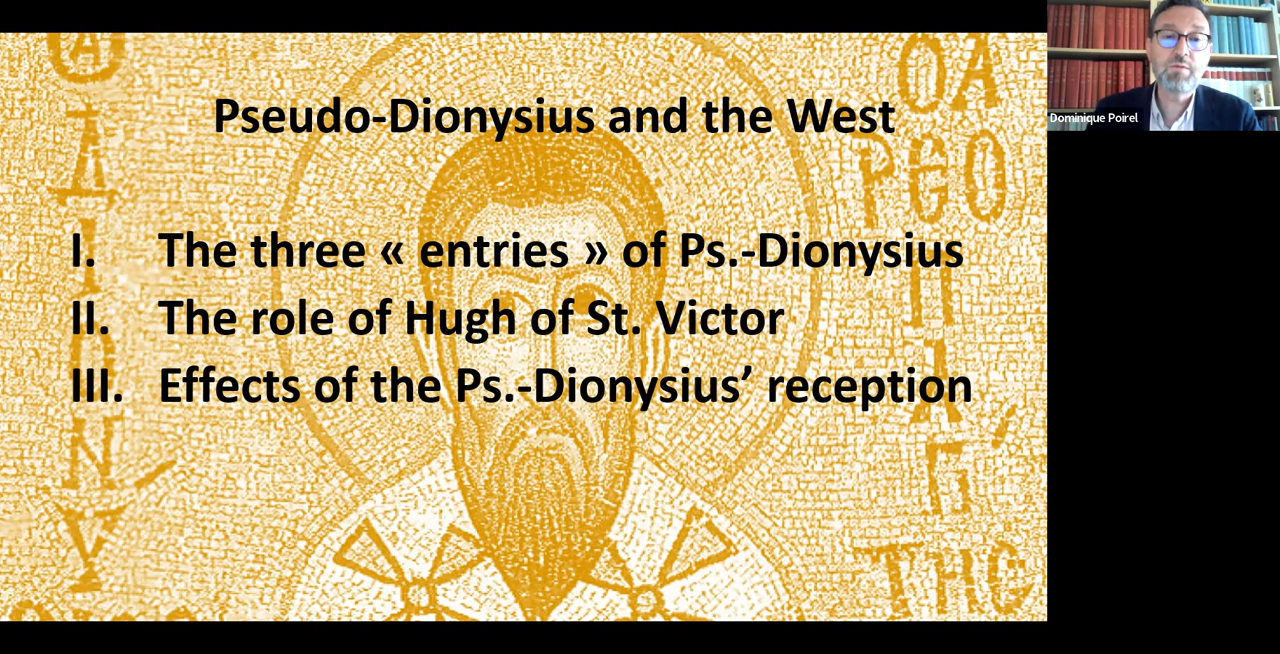 Pseudo-Dionysius and the West
I. The three « entries » of Ps.-Dionysius
II. The role of Hugh of St. Victor
III. Effects of the Ps.-Dionysius’ reception
Dominique Poirel